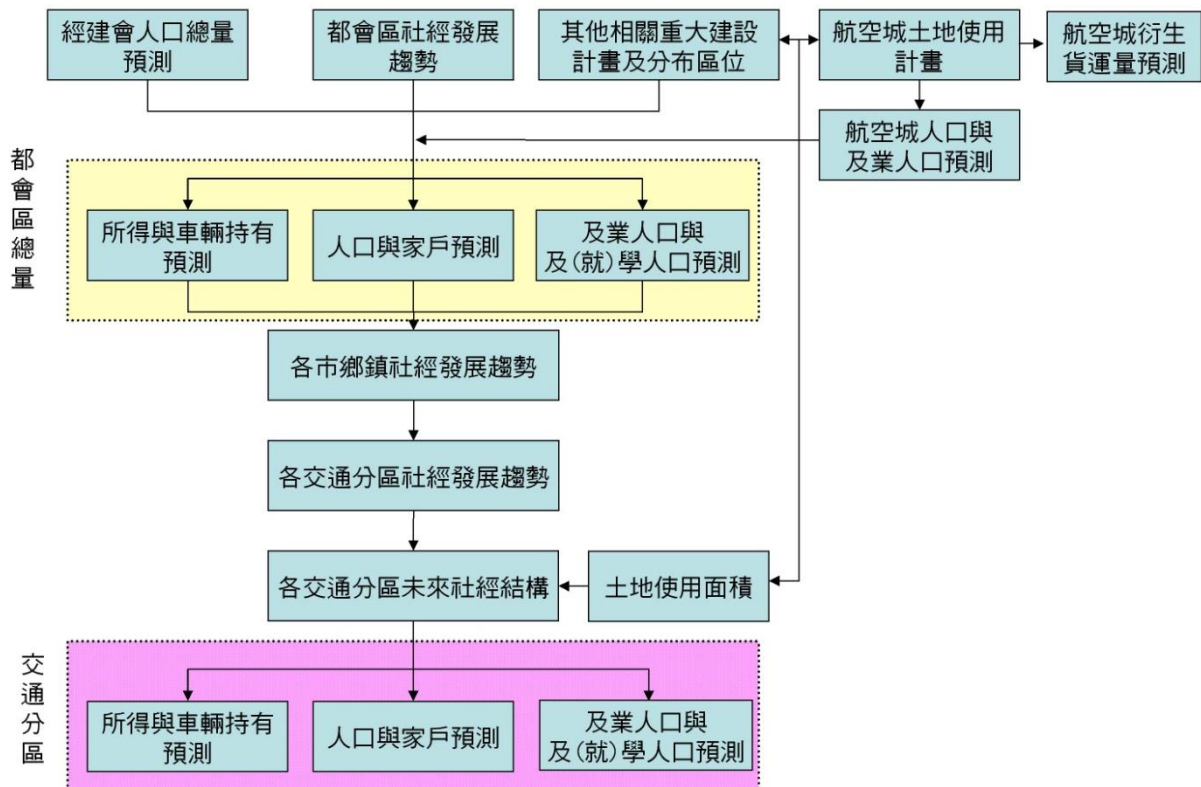 經建會人口總量
預測
都會區社經發展
趨勢
其他相關重大建設
計畫及分布區位
航空城土地使用
計畫
航空城衍生
貨運量預測
航空城人口與
及業人口預測
都會區總量
所得與車輛持有
預測
人口與家戶預測
及業人口與
及(就)學人口預測
各市鄉鎮社經發展趨勢
各交通分區社經發展趨勢
各交通分區未來社經結構
土地使用面積
交通分區
所得與車輛持有
預測
人口與家戶預測
及業人口與
及(就)學人口預測